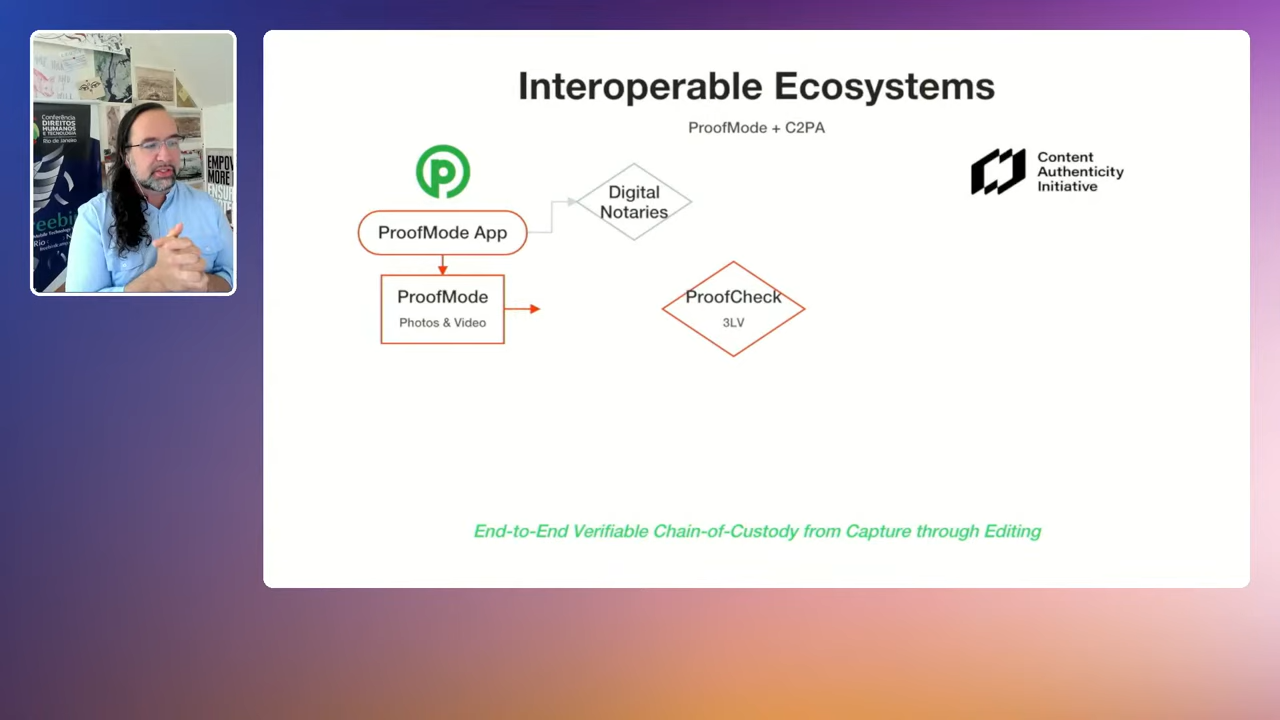 Interoperable Ecosystems
ProofMode + C2PA
Content
Authenticity
Initiative
Digital
Notaries
ProofMode App
ProofMode
Photos & Video
ProofCheck
3LV
End-to-End Verifiable Chain-of-Custody from Capture through Editing
Conferência
DIREITOS
HUMANOS
E TECNOLOGIA
Rio de Janeiro
EMPOW
MORE
ENSU